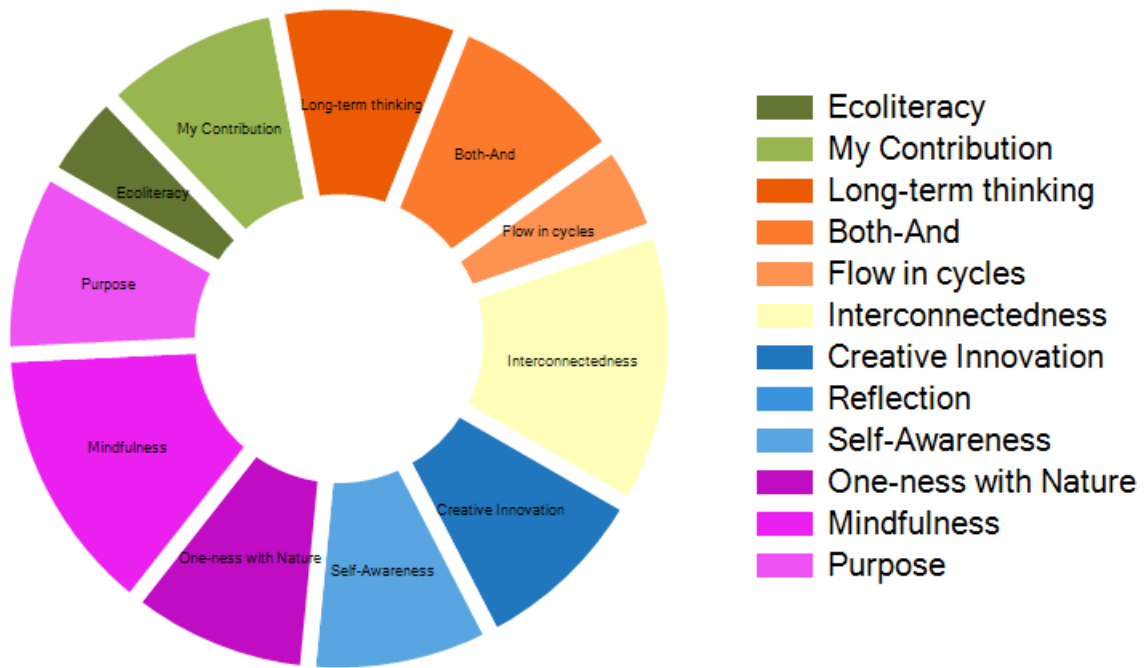 Long-term thinking
My Contribution
Both-And
Ecoliteracy
Flow in cycles
Purpose
Interconnectedness
Mindfulness
Creative Innovation
One-ness with Nature
Self-Awareness
Ecoliteracy
My Contribution
Long-term thinking
Both-And
Flow in cycles
Interconnectedness
Creative Innovation
Reflection
Self-Awareness
One-ness with Nature
Mindfulness
Purpose